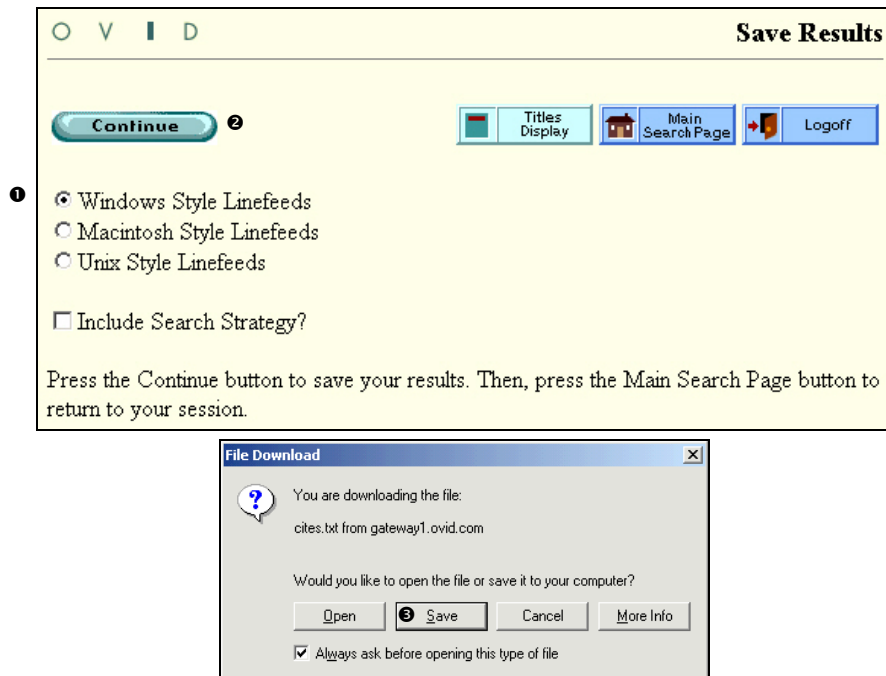 O V I D Save Results
Continue ❷ Titles Display Main Search Page Logoff
❶ Windows Style Linefeeds
Macintosh Style Linefeeds
Unix Style Linefeeds
Include Search Strategy?
Press the Continue button to save your results. Then, press the Main Search Page button to
return to your session.
File Download
You are downloading the file:
cites.txt from gateway1.ovid.com
Would you like to open the file or save it to your computer?
Open ❸ Save Cancel More Info
Always ask before opening this type of file